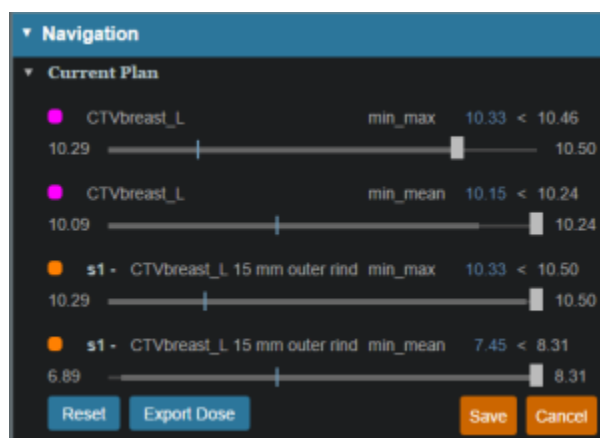 Navigation
Current Plan
CTVbreast_L min_max 10.33 < 10.46
10.29 10.50
CTVbreast_L min_mean 10.15 < 10.24
10.09 10.24
s1 - CTVbreast_L 15 mm outer rind min_max 10.33 < 10.50
10.29 10.50
s1 - CTVbreast_L 15 mm outer rind min_mean 7.45 < 8.31
6.89 8.31
Reset Export Dose Save Cancel